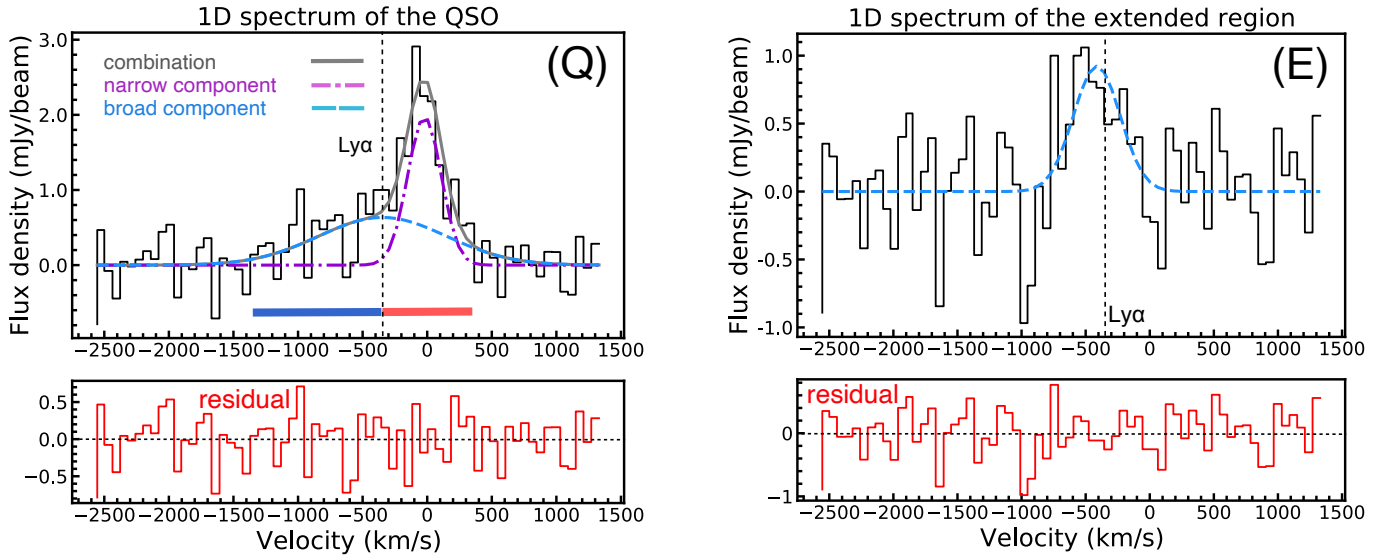 1D spectrum of the QSO
3.0
2.0
1.0
0.0
Flux density (mJy/beam)
combination
narrow component
broad component
(Q)
Lyα
−2500 −2000 −1500 −1000 −500 0 500 1000 1500
0.5
0.0
−0.5
residual
−2500 −2000 −1500 −1000 −500 0 500 1000 1500
Velocity (km/s)
1D spectrum of the extended region
1.0
0.5
0.0
-0.5
-1.0
Flux density (mJy/beam)
(E)
Lyα
−2500 −2000 −1500 −1000 −500 0 500 1000 1500
residual
0
−1
−2500 −2000 −1500 −1000 −500 0 500 1000 1500
Velocity (km/s)